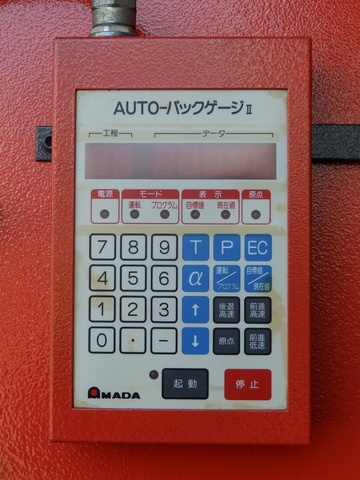 AUTO-バックゲージⅡ
工程 データ
電源 モード 表示 原点
運転 プログラム 目標値 現在値
7 8 9 T P EC
4 5 6 α 運転/プログラム 目標値/現在値
1 2 3 ↑ 後退高速 前進高速
0 · − ↓ 原点 前進低速
起動 停止
AMADA